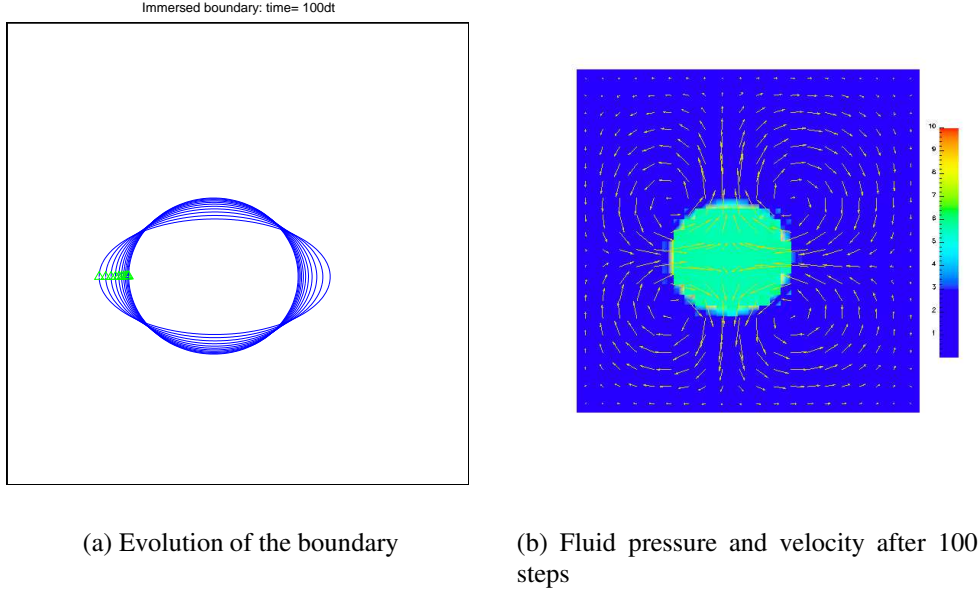 Immersed boundary: time= 100dt
10
9
8
7
6
5
4
3
2
1
(a) Evolution of the boundary
(b) Fluid pressure and velocity after 100
steps